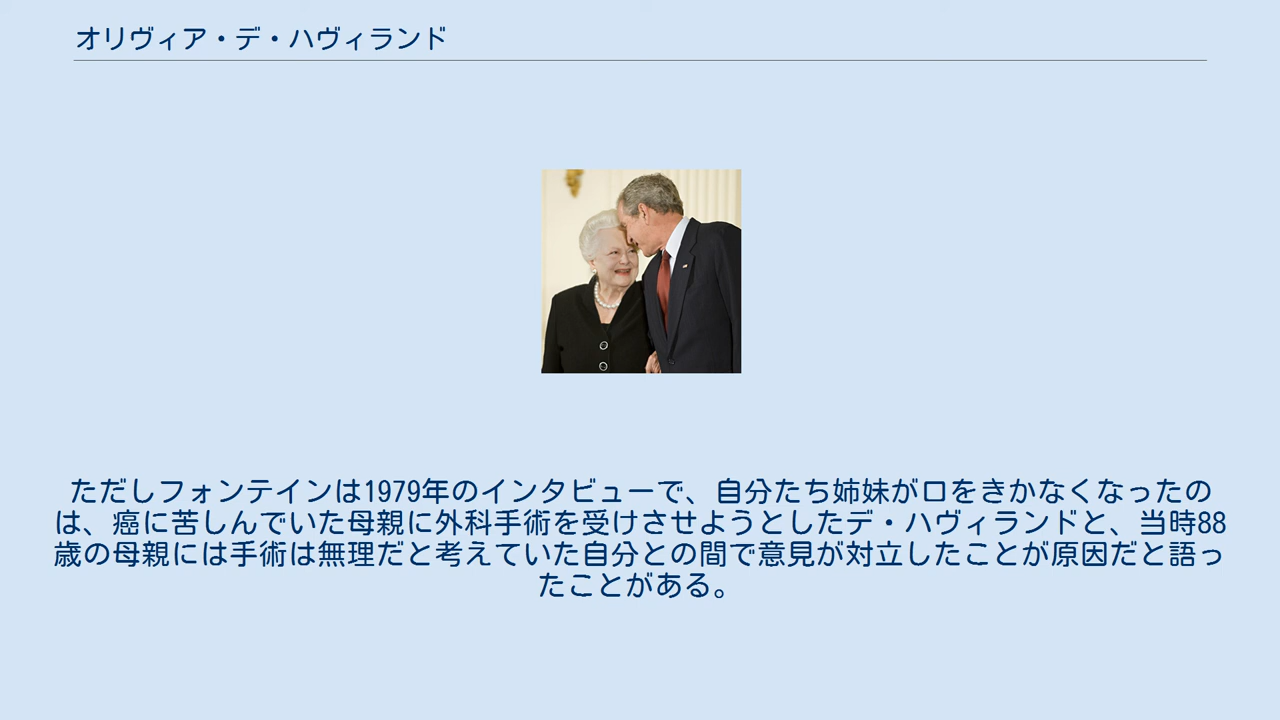 オリヴィア・デ・ハヴィランド
ただしフォンテインは1979年のインタビューで、自分たち姉妹が口をきかなくなったの
は、癌に苦しんでいた母親に外科手術を受けさせようとしたデ・ハヴィランドと、当時88
歳の母親には手術は無理だと考えていた自分との間で意見が対立したことが原因だと語っ
たことがある。